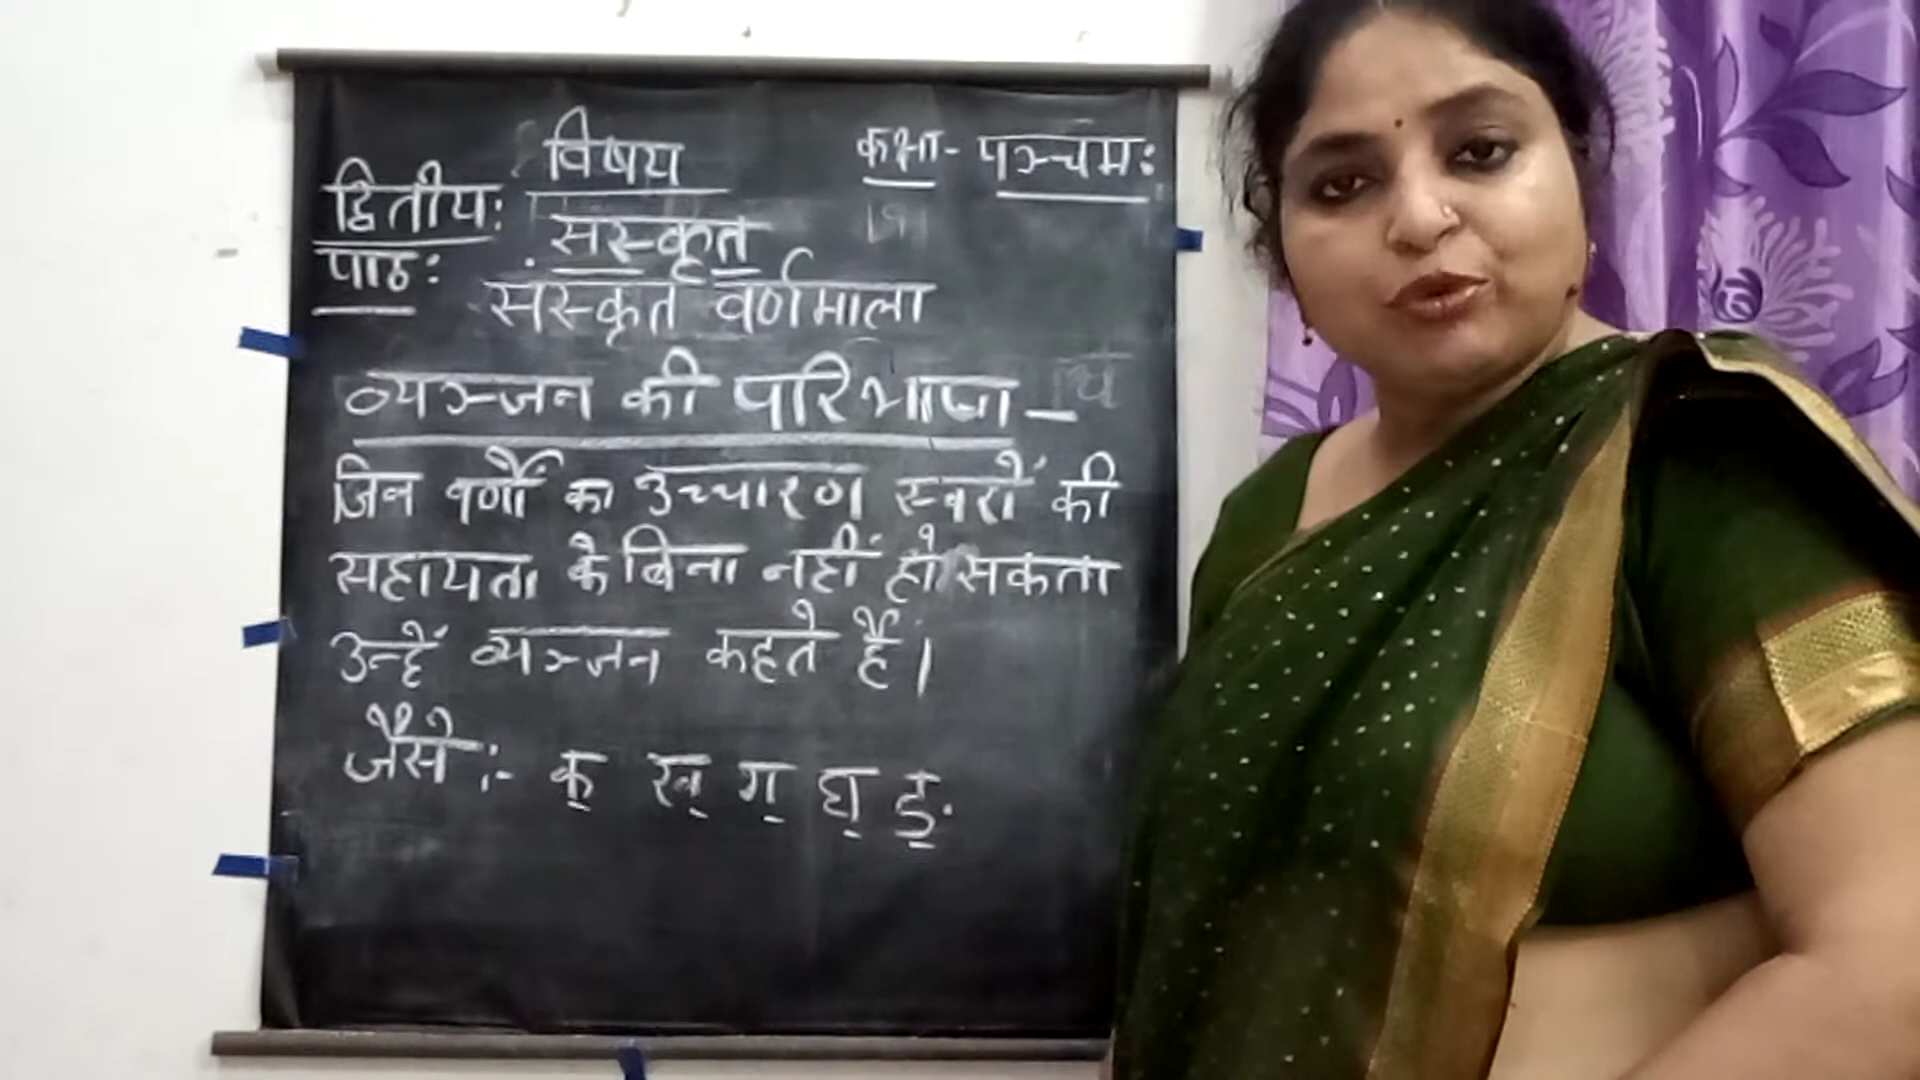 विषय
कक्षा- पञ्चमः
द्वितीयः
पाठः
संस्कृत
संस्कृत वर्णमाला
व्यञ्जन की परिभाषा –
जिन वर्णों का उच्चारण स्वरों की
सहायता के बिना नहीं हो सकता
उन्हें व्यञ्जन कहते हैं।
जैसे :- क् ख् ग् घ् ङ्